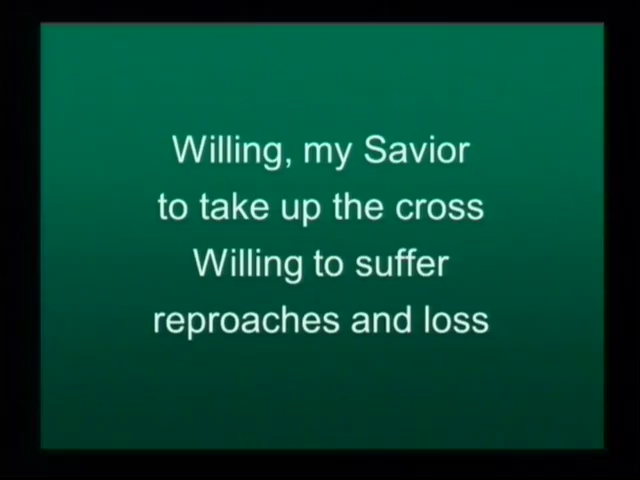 Willing, my Savior
to take up the cross
Willing to suffer
reproaches and loss